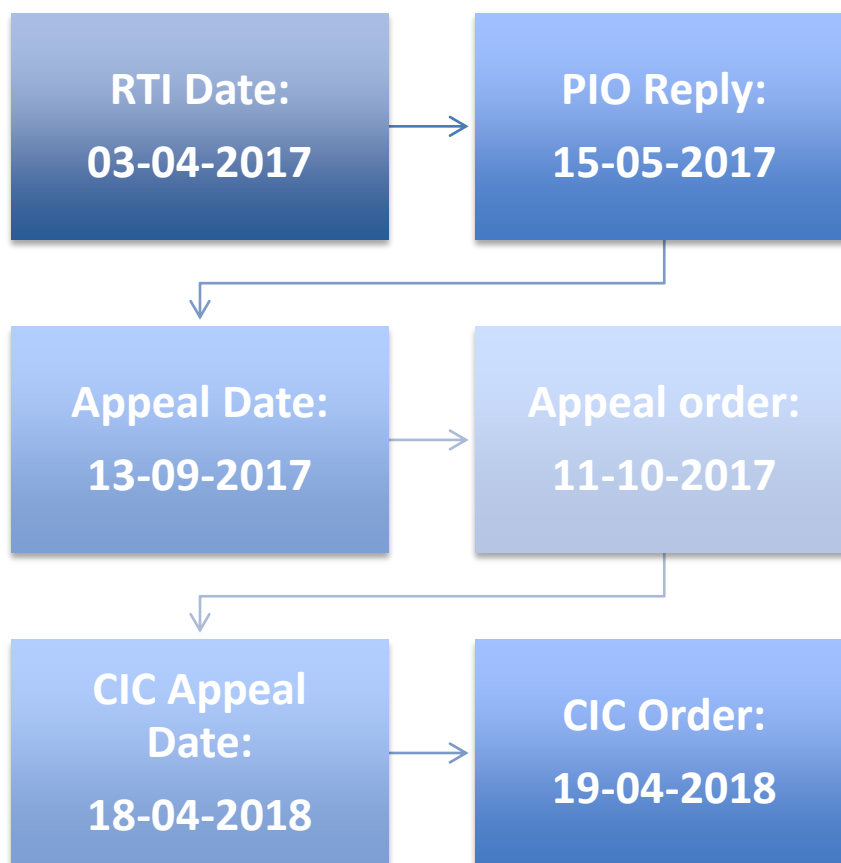 RTI Date:
03-04-2017
PIO Reply:
15-05-2017
Appeal Date:
13-09-2017
Appeal order:
11-10-2017
CIC Appeal
Date:
18-04-2018
CIC Order:
19-04-2018